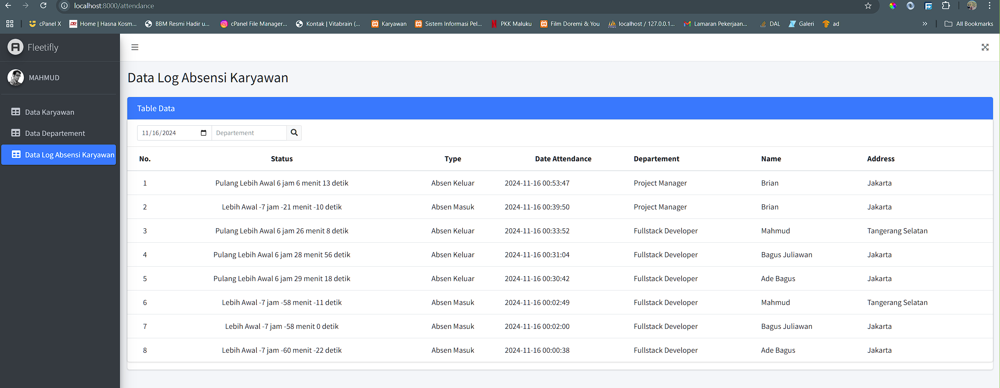 localhost:8000/attendance
cPanel X Home | Hasna Kosm... BBM Resmi Hadir u... cPanel File Manager... Kontak | Vitabrain (... Karyawan Sistem Informasi Pel... PKK Maluku Film Doremi & You localhost / 127.0.0.1... Lamaran Pekerjaan... DAL Galeri ad » All Bookmarks
Fleetifly
MAHMUD
Data Karyawan
Data Departement
Data Log Absensi Karyawan
Data Log Absensi Karyawan
Table Data
11/16/2024 Departement
No. Status Type Date Attendance Departement Name Address
1 Pulang Lebih Awal 6 jam 6 menit 13 detik Absen Keluar 2024-11-16 00:53:47 Project Manager Brian Jakarta
2 Lebih Awal -7 jam -21 menit -10 detik Absen Masuk 2024-11-16 00:39:50 Project Manager Brian Jakarta
3 Pulang Lebih Awal 6 jam 26 menit 8 detik Absen Keluar 2024-11-16 00:33:52 Fullstack Developer Mahmud Tangerang Selatan
4 Pulang Lebih Awal 6 jam 28 menit 56 detik Absen Keluar 2024-11-16 00:31:04 Fullstack Developer Bagus Juliawan Jakarta
5 Pulang Lebih Awal 6 jam 29 menit 18 detik Absen Keluar 2024-11-16 00:30:42 Fullstack Developer Ade Bagus Jakarta
6 Lebih Awal -7 jam -58 menit -11 detik Absen Masuk 2024-11-16 00:02:49 Fullstack Developer Mahmud Tangerang Selatan
7 Lebih Awal -7 jam -58 menit 0 detik Absen Masuk 2024-11-16 00:02:00 Fullstack Developer Bagus Juliawan Jakarta
8 Lebih Awal -7 jam -60 menit -22 detik Absen Masuk 2024-11-16 00:00:38 Fullstack Developer Ade Bagus Jakarta